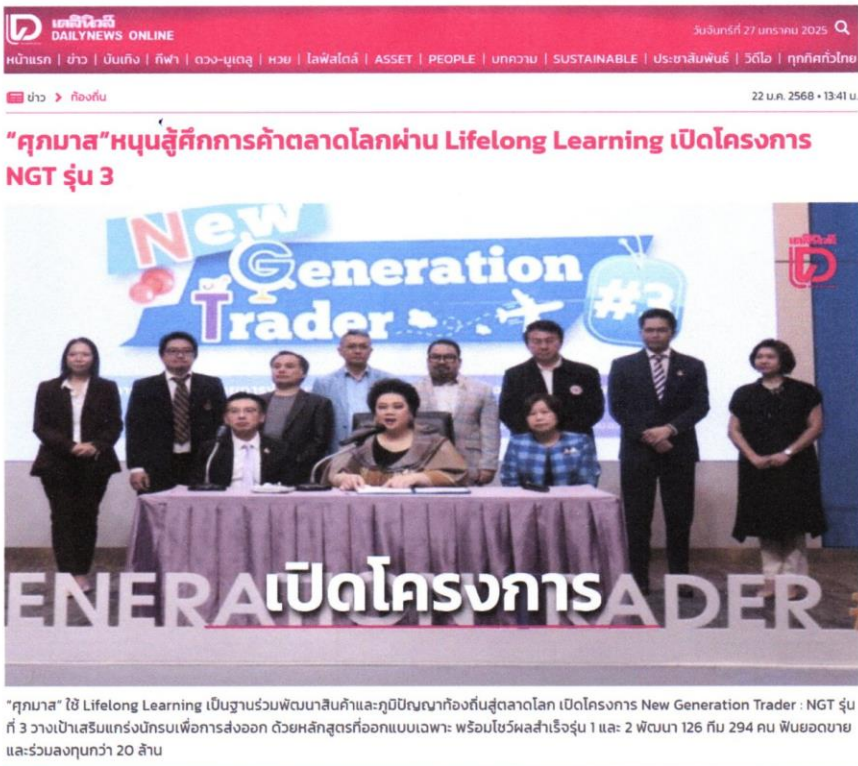 เดลินิวส์
DAILYNEWS ONLINE
วันจันทร์ที่ 27 มกราคม 2025
หน้าแรก | ข่าว | บันเทิง | กีฬา | ดวง-มูเตลู | หวย | ไลฟ์สไตล์ | ASSET | PEOPLE | บทความ | SUSTAINABLE | ประชาสัมพันธ์ | วิดีโอ | ทุกทิศทั่วไทย
ข่าว > ท้องถิ่น
22 ม.ค. 2568 • 13:41 น.
“ศุภมาส”หนุนสู้ศึกการค้าตลาดโลกผ่าน Lifelong Learning เปิดโครงการ
NGT รุ่น 3
New
Generation
Trader
#3
เดลินิวส์
ENERATION TRADER
เปิดโครงการ
“ศุภมาส” ใช้ Lifelong Learning เป็นฐานร่วมพัฒนาสินค้าและภูมิปัญญาท้องถิ่นสู่ตลาดโลก เปิดโครงการ New Generation Trader : NGT รุ่น
ที่ 3 วางเป้าเสริมแกร่งนักรบเพื่อการส่งออก ด้วยหลักสูตรที่ออกแบบเฉพาะ พร้อมโชว์ผลสำเร็จรุ่น 1 และ 2 พัฒนา 126 ทีม 294 คน ฟันยอดขาย
และร่วมลงทุนกว่า 20 ล้าน